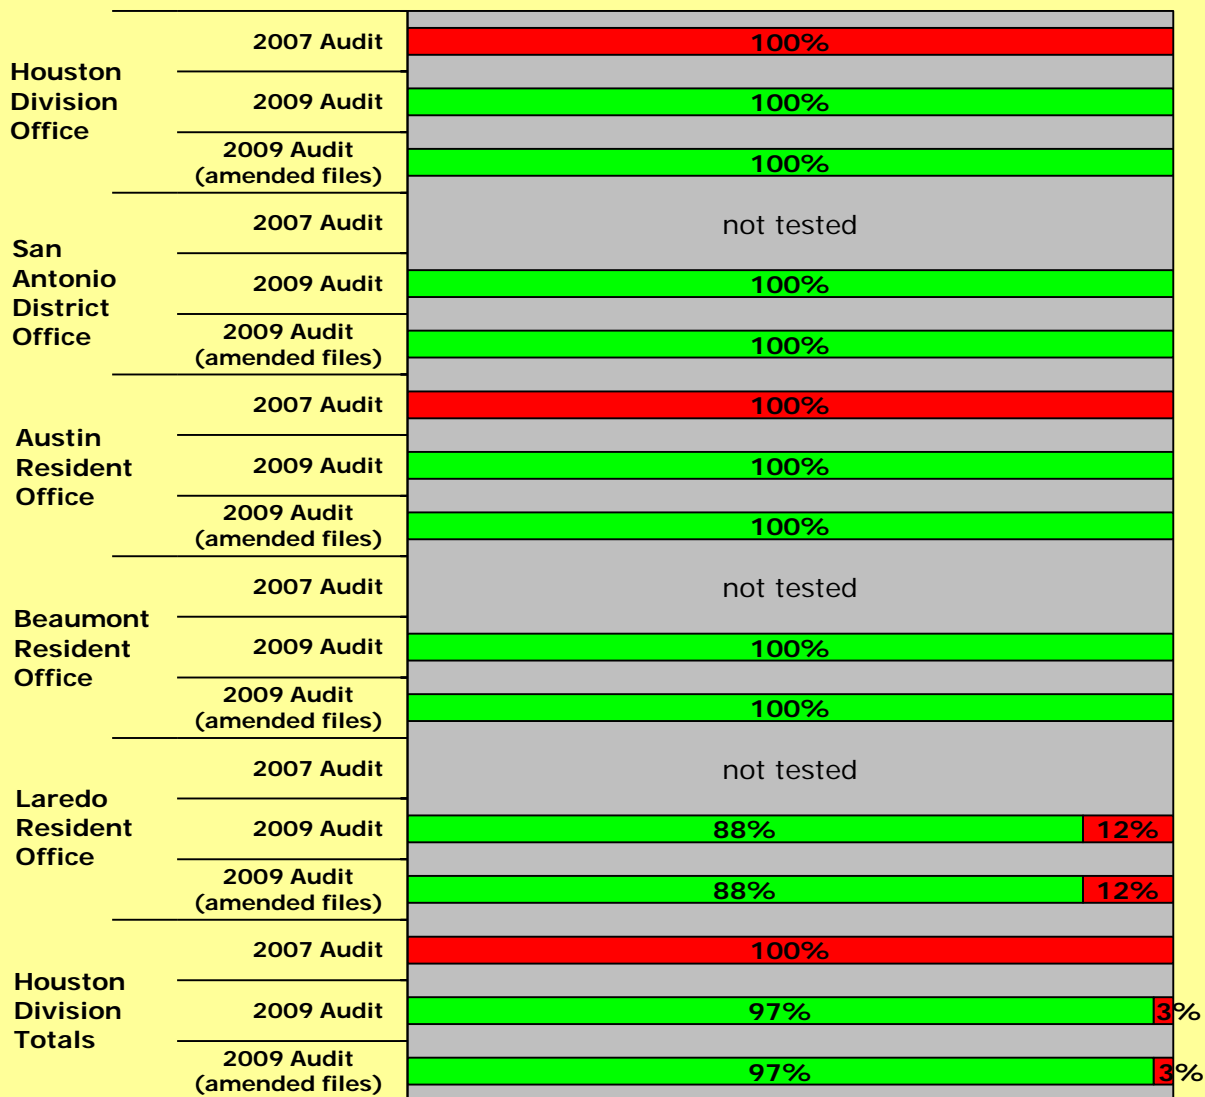 Houston
Division
Office
2007 Audit
100%
2009 Audit
100%
2009 Audit
(amended files)
100%
San
Antonio
District
Office
2007 Audit
not tested
2009 Audit
100%
2009 Audit
(amended files)
100%
Austin
Resident
Office
2007 Audit
100%
2009 Audit
100%
2009 Audit
(amended files)
100%
Beaumont
Resident
Office
2007 Audit
not tested
2009 Audit
100%
2009 Audit
(amended files)
100%
Laredo
Resident
Office
2007 Audit
not tested
2009 Audit
88% 12%
2009 Audit
(amended files)
88% 12%
Houston
Division
Totals
2007 Audit
100%
2009 Audit
97% 3%
2009 Audit
(amended files)
97% 3%